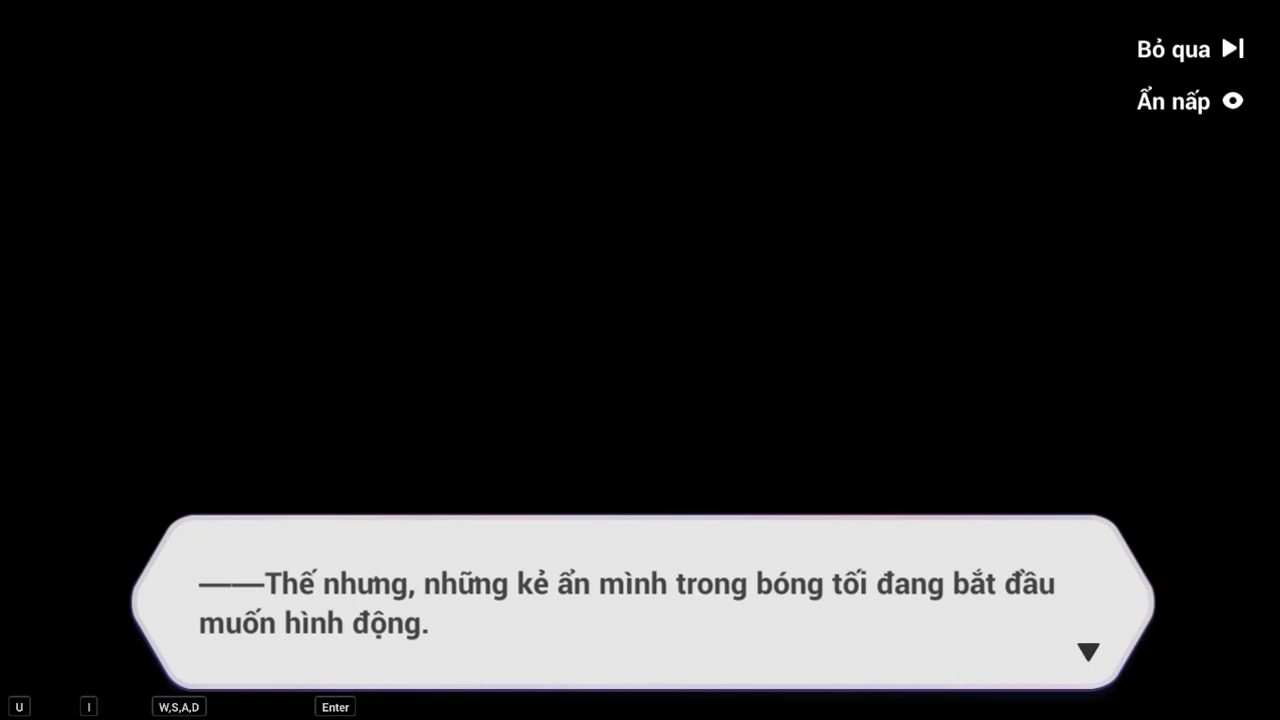 Bỏ qua
Ẩn nấp
——Thế nhưng, những kẻ ẩn mình trong bóng tối đang bắt đầu
muốn hình động.
U
I
W,S,A,D
Enter